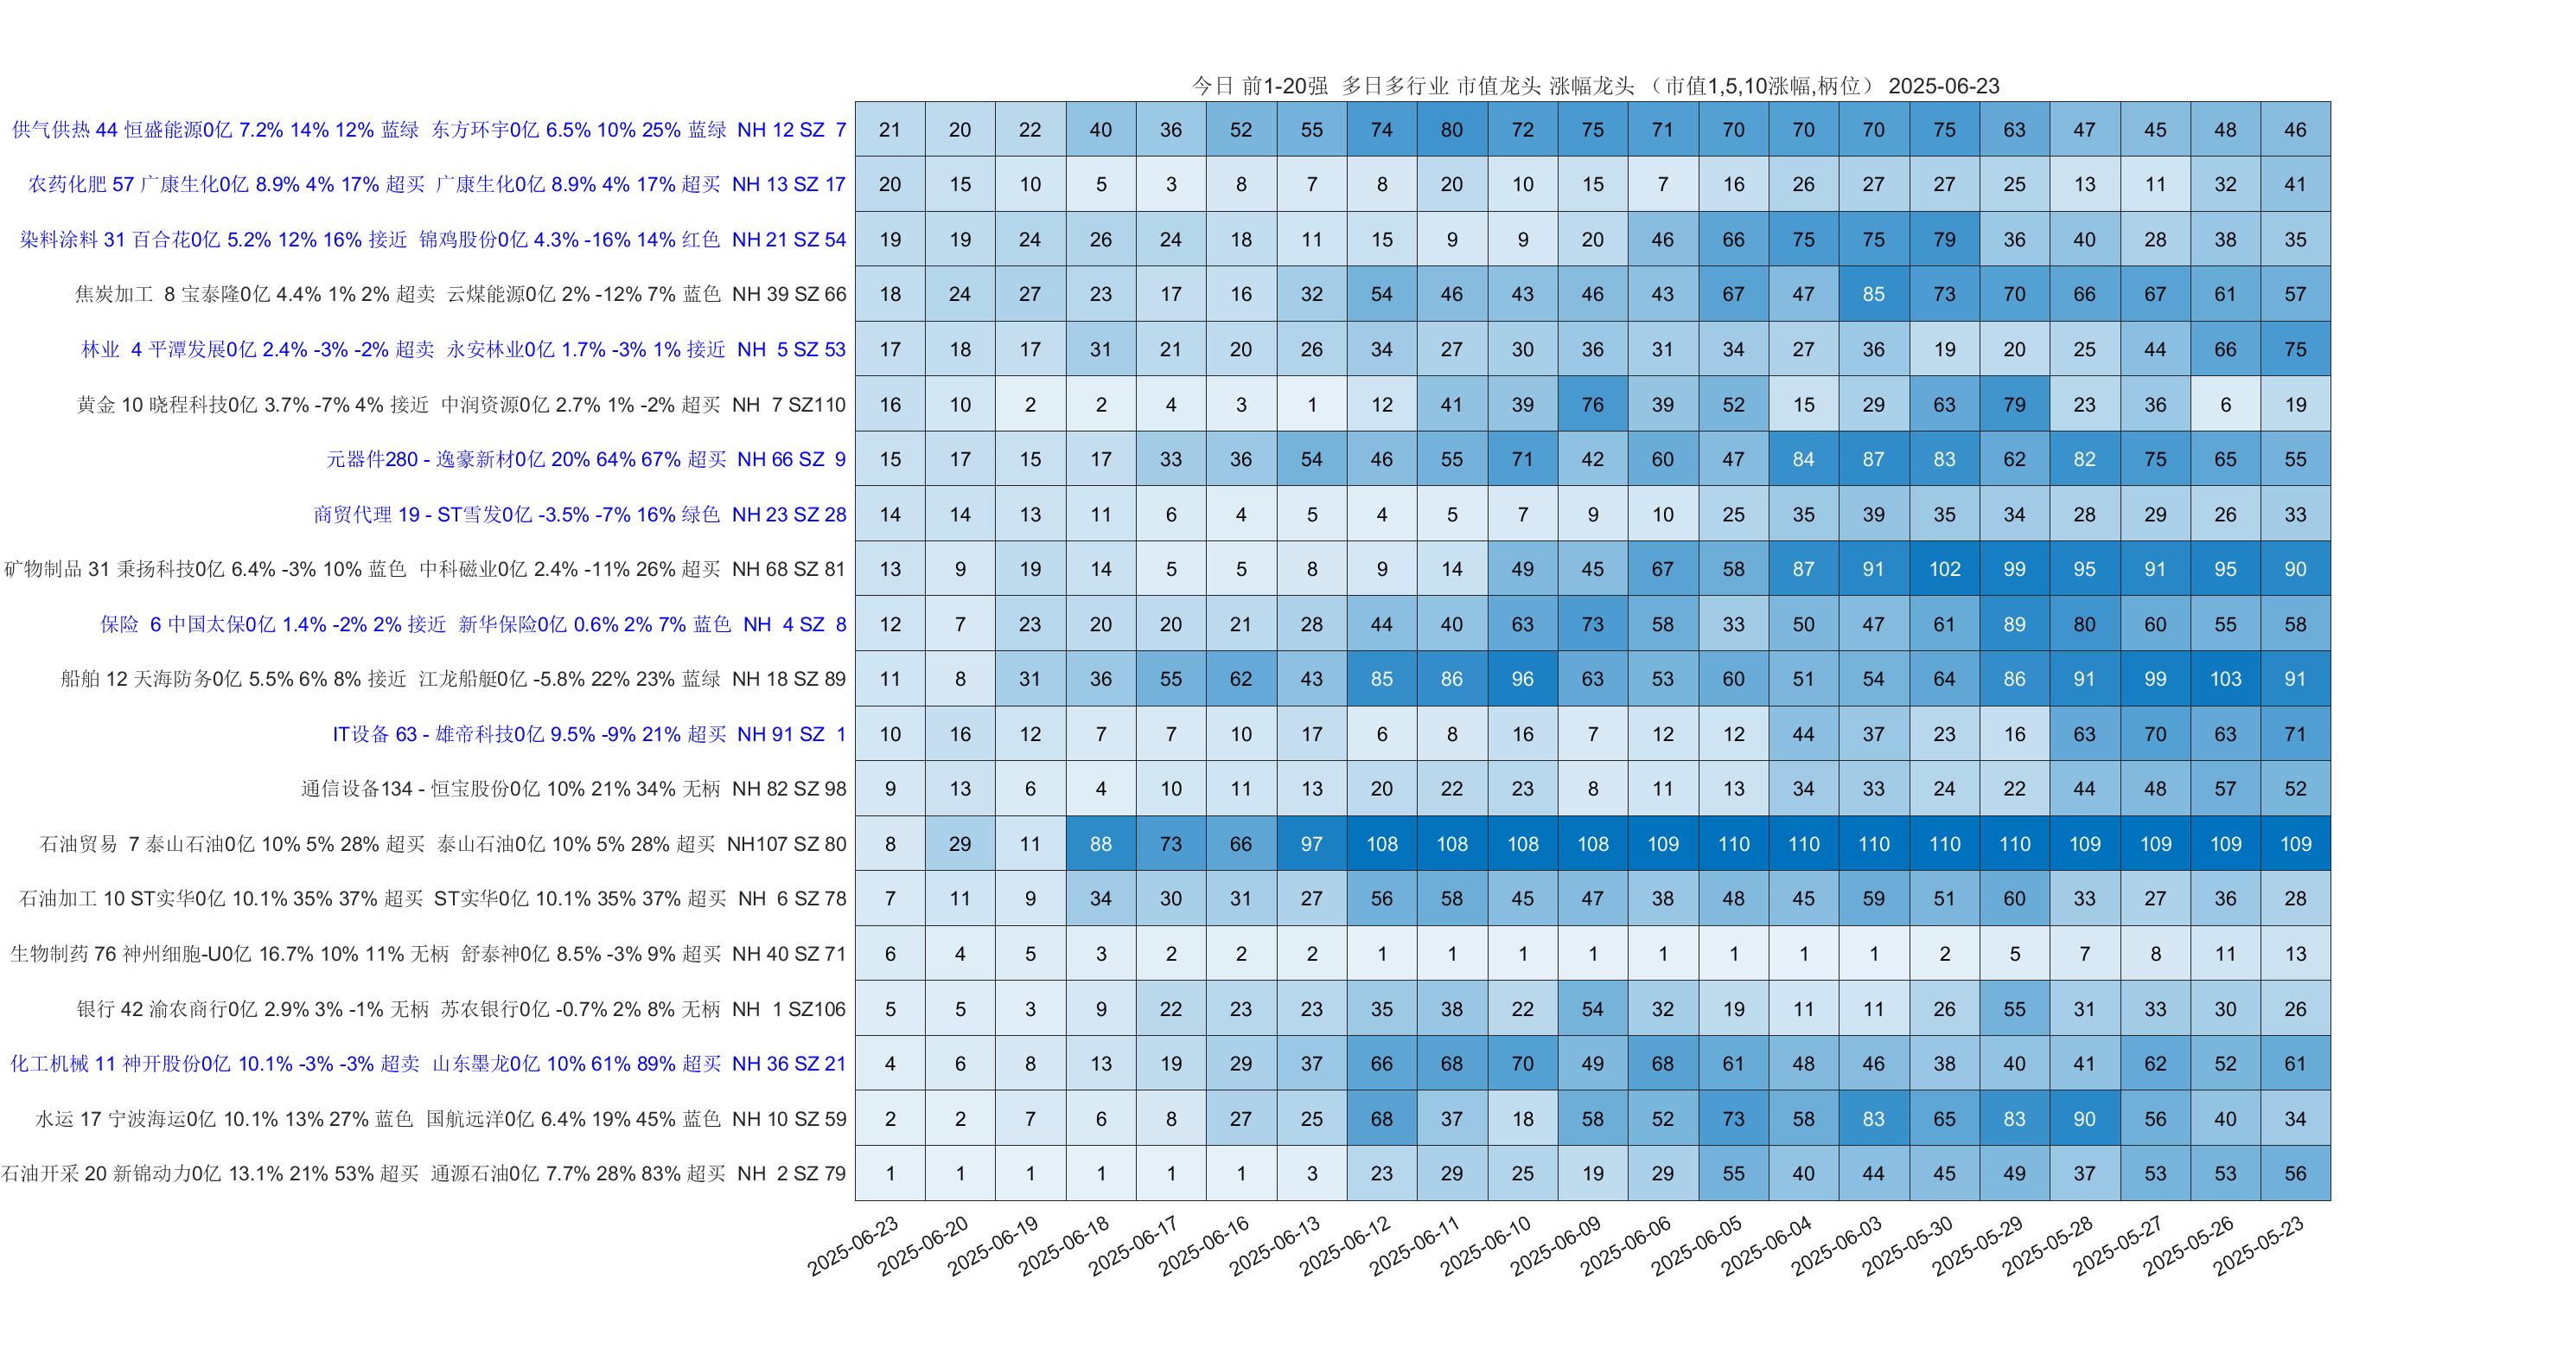 今日 前1-20强 多日多行业 市值龙头 涨幅龙头 （市值1,5,10涨幅,柄位） 2025-06-23
供气供热 44 恒盛能源0亿 7.2% 14% 12% 蓝绿 东方环宇0亿 6.5% 10% 25% 蓝绿 NH 12 SZ 7 21 20 22 40 36 52 55 74 80 72 75 71 70 70 70 75 63 47 45 48 46
农药化肥 57 广康生化0亿 8.9% 4% 17% 超买 广康生化0亿 8.9% 4% 17% 超买 NH 13 SZ 17 20 15 10 5 3 8 7 8 20 10 15 7 16 26 27 27 25 13 11 32 41
染料涂料 31 百合花0亿 5.2% 12% 16% 接近 锦鸡股份0亿 4.3% -16% 14% 红色 NH 21 SZ 54 19 19 24 26 24 18 11 15 9 9 20 46 66 75 75 79 36 40 28 38 35
焦炭加工 8 宝泰隆0亿 4.4% 1% 2% 超卖 云煤能源0亿 2% -12% 7% 蓝色 NH 39 SZ 66 18 24 27 23 17 16 32 54 46 43 46 43 67 47 85 73 70 66 67 61 57
林业 4 平潭发展0亿 2.4% -3% -2% 超卖 永安林业0亿 1.7% -3% 1% 接近 NH 5 SZ 53 17 18 17 31 21 20 26 34 27 30 36 31 34 27 36 19 20 25 44 66 75
黄金 10 晓程科技0亿 3.7% -7% 4% 接近 中润资源0亿 2.7% 1% -2% 超买 NH 7 SZ110 16 10 2 2 4 3 1 12 41 39 76 39 52 15 29 63 79 23 36 6 19
元器件280 - 逸豪新材0亿 20% 64% 67% 超买 NH 66 SZ 9 15 17 15 17 33 36 54 46 55 71 42 60 47 84 87 83 62 82 75 65 55
商贸代理 19 - ST雪发0亿 -3.5% -7% 16% 绿色 NH 23 SZ 28 14 14 13 11 6 4 5 4 5 7 9 10 25 35 39 35 34 28 29 26 33
矿物制品 31 秉扬科技0亿 6.4% -3% 10% 蓝色 中科磁业0亿 2.4% -11% 26% 超买 NH 68 SZ 81 13 9 19 14 5 5 8 9 14 49 45 67 58 87 91 102 99 95 91 95 90
保险 6 中国太保0亿 1.4% -2% 2% 接近 新华保险0亿 0.6% 2% 7% 蓝色 NH 4 SZ 8 12 7 23 20 20 21 28 44 40 63 73 58 33 50 47 61 89 80 60 55 58
船舶 12 天海防务0亿 5.5% 6% 8% 接近 江龙船艇0亿 -5.8% 22% 23% 蓝绿 NH 18 SZ 89 11 8 31 36 55 62 43 85 86 96 63 53 60 51 54 64 86 91 99 103 91
IT设备 63 - 雄帝科技0亿 9.5% -9% 21% 超买 NH 91 SZ 1 10 16 12 7 7 10 17 6 8 16 7 12 12 44 37 23 16 63 70 63 71
通信设备134 - 恒宝股份0亿 10% 21% 34% 无柄 NH 82 SZ 98 9 13 6 4 10 11 13 20 22 23 8 11 13 34 33 24 22 44 48 57 52
石油贸易 7 泰山石油0亿 10% 5% 28% 超买 泰山石油0亿 10% 5% 28% 超买 NH107 SZ 80 8 29 11 88 73 66 97 108 108 108 108 109 110 110 110 110 110 109 109 109 109
石油加工 10 ST实华0亿 10.1% 35% 37% 超买 ST实华0亿 10.1% 35% 37% 超买 NH 6 SZ 78 7 11 9 34 30 31 27 56 58 45 47 38 48 45 59 51 60 33 27 36 28
生物制药 76 神州细胞-U0亿 16.7% 10% 11% 无柄 舒泰神0亿 8.5% -3% 9% 超买 NH 40 SZ 71 6 4 5 3 2 2 2 1 1 1 1 1 1 1 1 2 5 7 8 11 13
银行 42 渝农商行0亿 2.9% 3% -1% 无柄 苏农银行0亿 -0.7% 2% 8% 无柄 NH 1 SZ106 5 5 3 9 22 23 23 35 38 22 54 32 19 11 11 26 55 31 33 30 26
化工机械 11 神开股份0亿 10.1% -3% -3% 超卖 山东墨龙0亿 10% 61% 89% 超买 NH 36 SZ 21 4 6 8 13 19 29 37 66 68 70 49 68 61 48 46 38 40 41 62 52 61
水运 17 宁波海运0亿 10.1% 13% 27% 蓝色 国航远洋0亿 6.4% 19% 45% 蓝色 NH 10 SZ 59 2 2 7 6 8 27 25 68 37 18 58 52 73 58 83 65 83 90 56 40 34
石油开采 20 新锦动力0亿 13.1% 21% 53% 超买 通源石油0亿 7.7% 28% 83% 超买 NH 2 SZ 79 1 1 1 1 1 1 3 23 29 25 19 29 55 40 44 45 49 37 53 53 56
2025-06-23 2025-06-20 2025-06-19 2025-06-18 2025-06-17 2025-06-16 2025-06-13 2025-06-12 2025-06-11 2025-06-10 2025-06-09 2025-06-06 2025-06-05 2025-06-04 2025-06-03 2025-05-30 2025-05-29 2025-05-28 2025-05-27 2025-05-26 2025-05-23